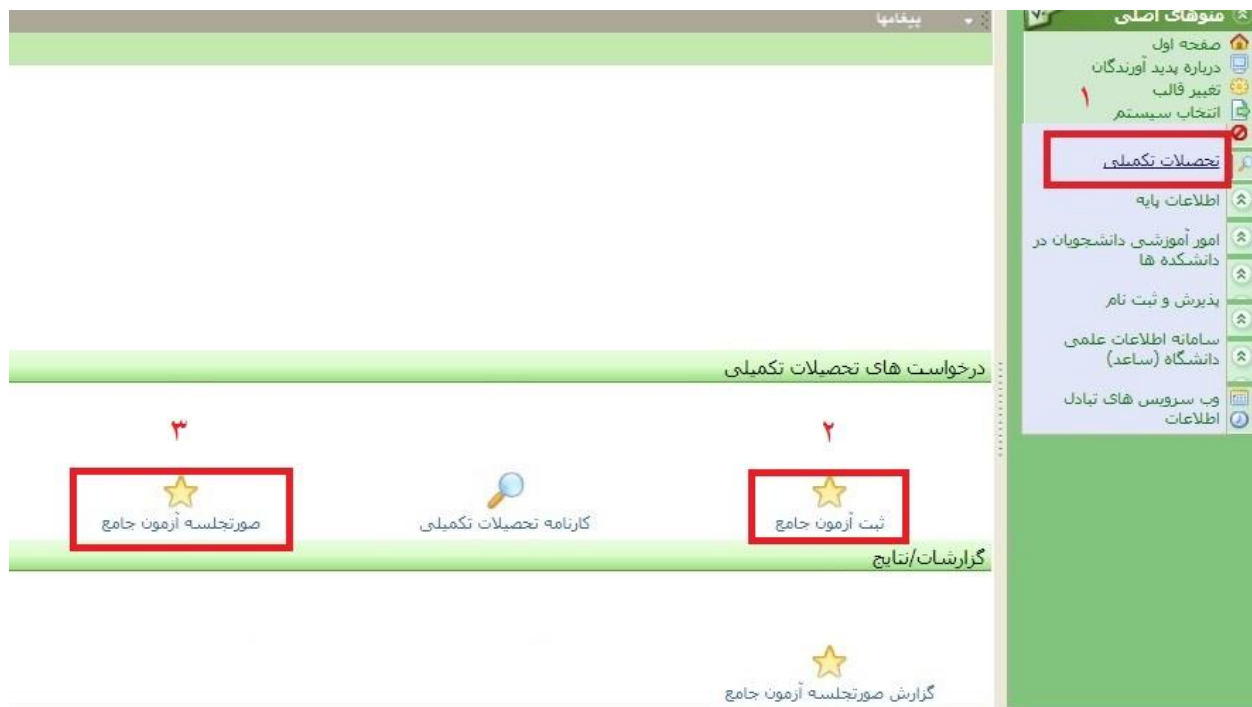 منوهای اصلی
صفحه اول
درباره پدید آورندگان
تغییر قالب
۱
انتخاب سیستم
تحصیلات تکمیلی
اطلاعات پایه
امور آموزشی دانشجویان در
دانشکده ها
پذیرش و ثبت نام
سامانه اطلاعات علمی
دانشگاه (ساعد)
وب سرویس های تبادل
اطلاعات
پیغامها
درخواست های تحصیلات تکمیلی
۲
۳
ثبت آزمون جامع
کارنامه تحصیلات تکمیلی
صورتجلسه آزمون جامع
گزارشات/نتایج
گزارش صورتجلسه آزمون جامع